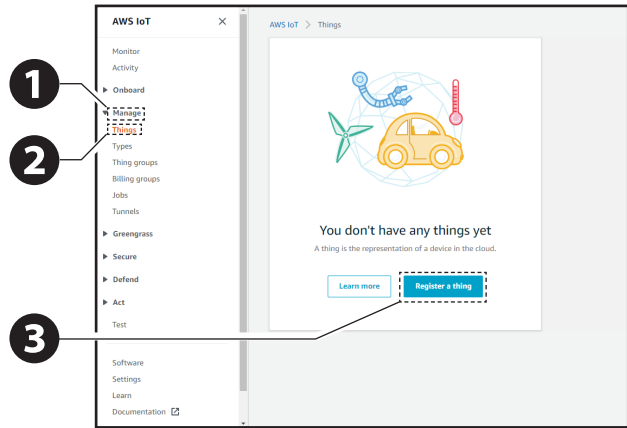 AWS IoT
Monitor
Activity
Onboard
Manage
Things
Types
Thing groups
Billing groups
Jobs
Tunnels
Greengrass
Secure
Defend
Act
Test
Software
Settings
Learn
Documentation
AWS IoT > Things
You don't have any things yet
A thing is the representation of a device in the cloud.
Learn more
Register a thing
1
2
3